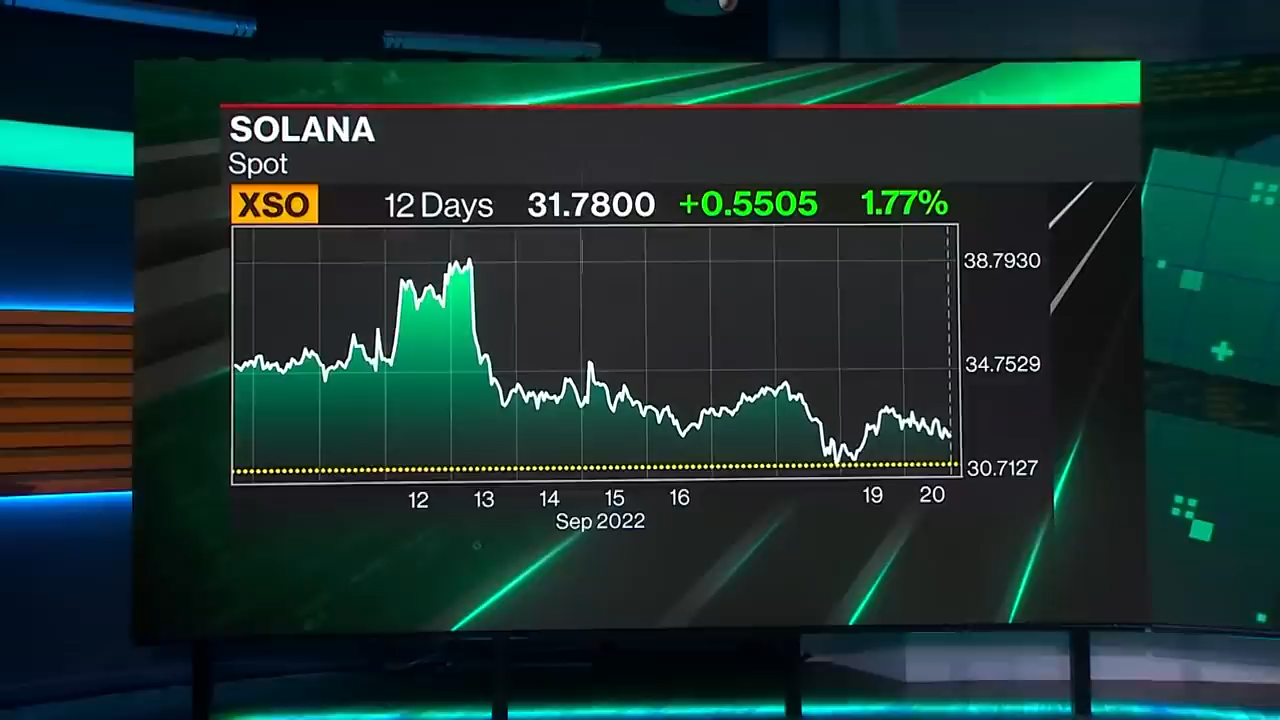 SOLANA
Spot
XSO 12 Days 31.7800 +0.5505 1.77%
38.7930
34.7529
30.7127
12 13 14 15 16 19 20
Sep 2022